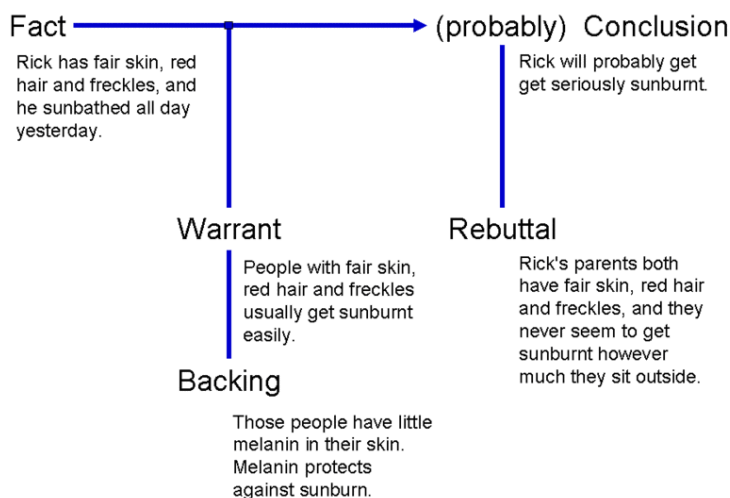 Fact
(probably) Conclusion
Rick has fair skin, red
hair and freckles, and
he sunbathed all day
yesterday.
Rick will probably get
get seriously sunburnt.
Warrant
People with fair skin,
red hair and freckles
usually get sunburnt
easily.
Rebuttal
Rick's parents both
have fair skin, red hair
and freckles, and they
never seem to get
sunburnt however
much they sit outside.
Backing
Those people have little
melanin in their skin.
Melanin protects
against sunburn.